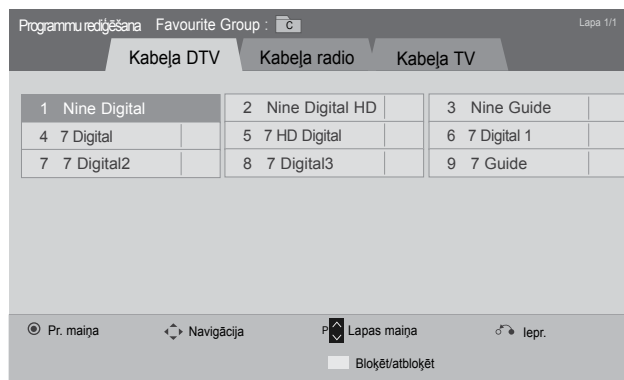 Programmu rediģēšana Favourite Group : C Lapa 1/1
Kabeļa DTV Kabeļa radio Kabeļa TV
1 Nine Digital 2 Nine Digital HD 3 Nine Guide
4 7 Digital 5 7 HD Digital 6 7 Digital 1
7 7 Digital2 8 7 Digital3 9 7 Guide
Pr. maiņa Navigācija P Lapas maiņa Iepr.
Bloķēt/atbloķēt